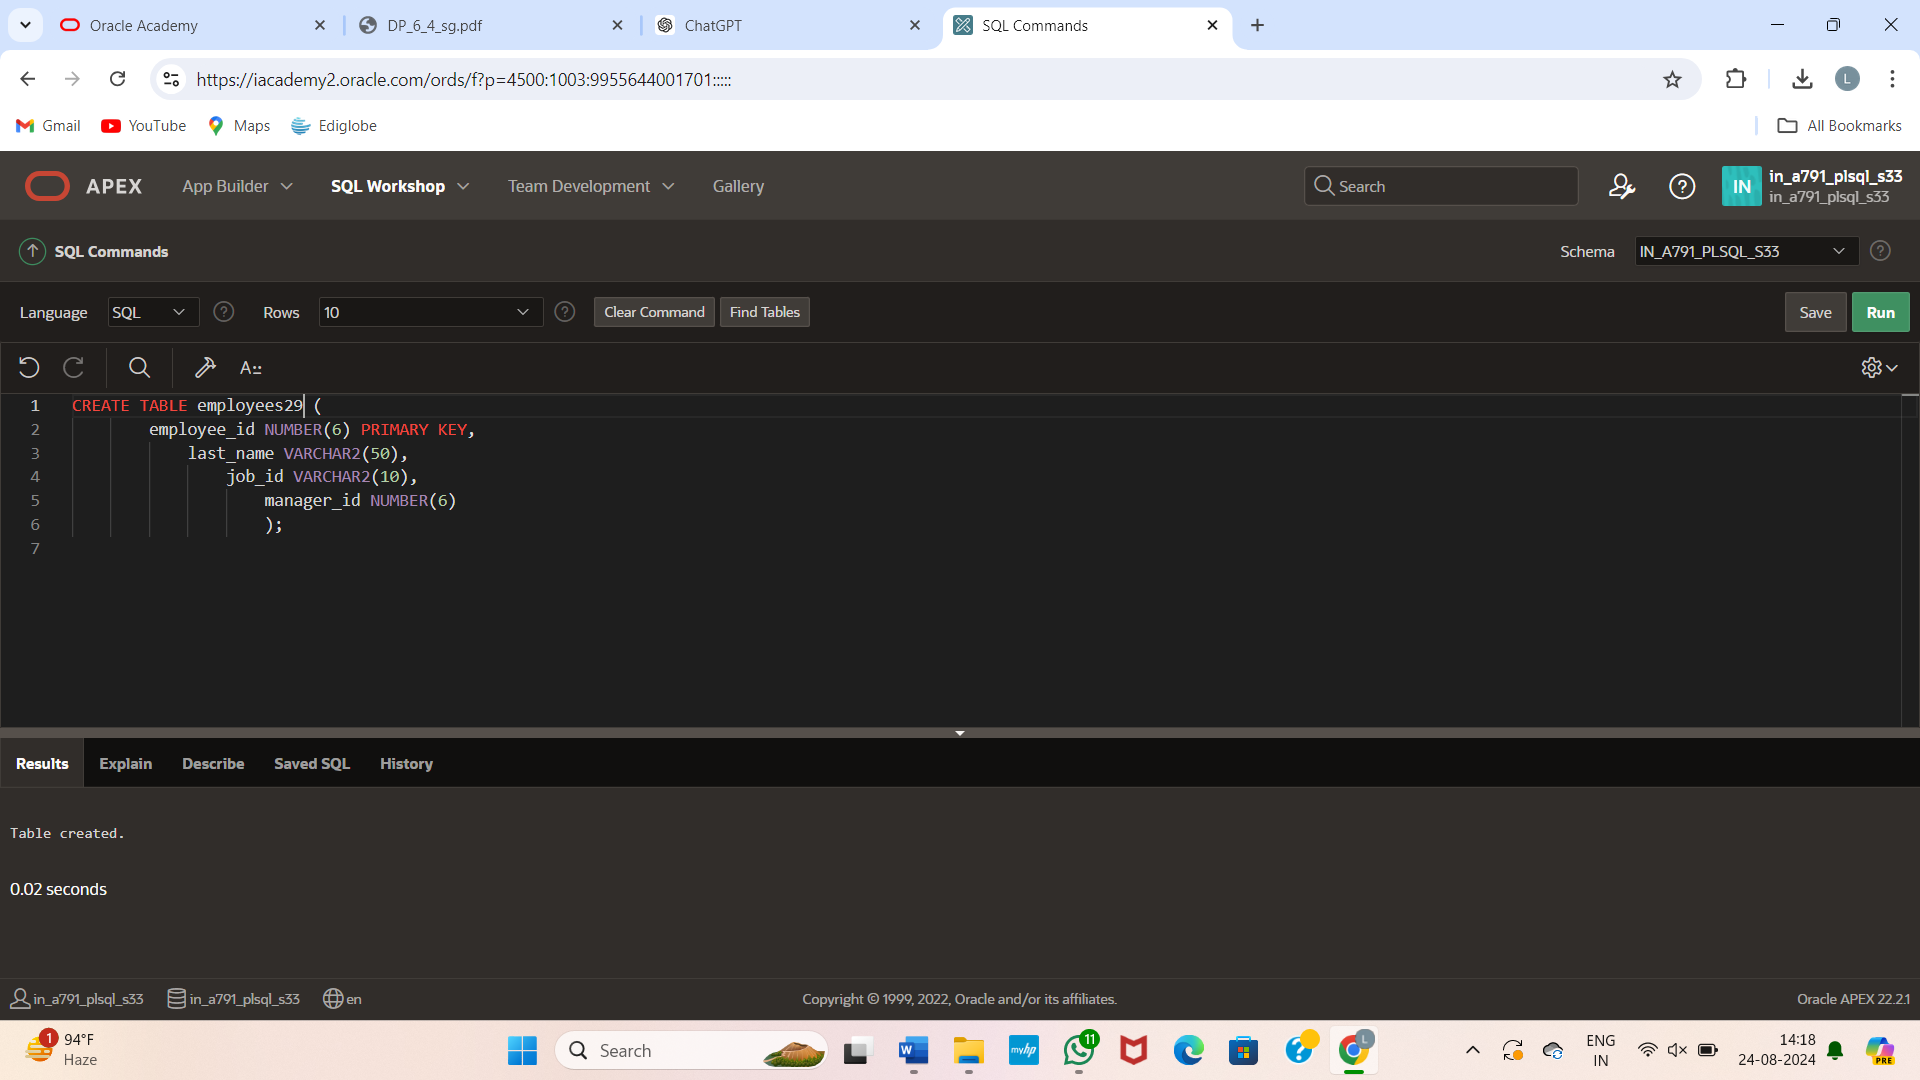 Oracle Academy
DP_6_4_sg.pdf
ChatGPT
SQL Commands
https://iacademy2.oracle.com/ords/f?p=4500:1003:9955644001701:::::
L
Gmail
YouTube
Maps
Ediglobe
All Bookmarks
APEX
App Builder
SQL Workshop
Team Development
Gallery
Search
IN
in_a791_plsql_s33
in_a791_plsql_s33
SQL Commands
Schema
IN_A791_PLSQL_S33
Language
SQL
Rows
10
Clear Command
Find Tables
Save
Run
A::
1 CREATE TABLE employees29 (
2 employee_id NUMBER(6) PRIMARY KEY,
3 last_name VARCHAR2(50),
4 job_id VARCHAR2(10),
5 manager_id NUMBER(6)
6 );
7
Results
Explain
Describe
Saved SQL
History
Table created.
0.02 seconds
in_a791_plsql_s33
in_a791_plsql_s33
en
Copyright © 1999, 2022, Oracle and/or its affiliates.
Oracle APEX 22.2.1
1
94°F
Haze
Search
W
myhp
11
L
ENG
IN
14:18
24-08-2024
PRE